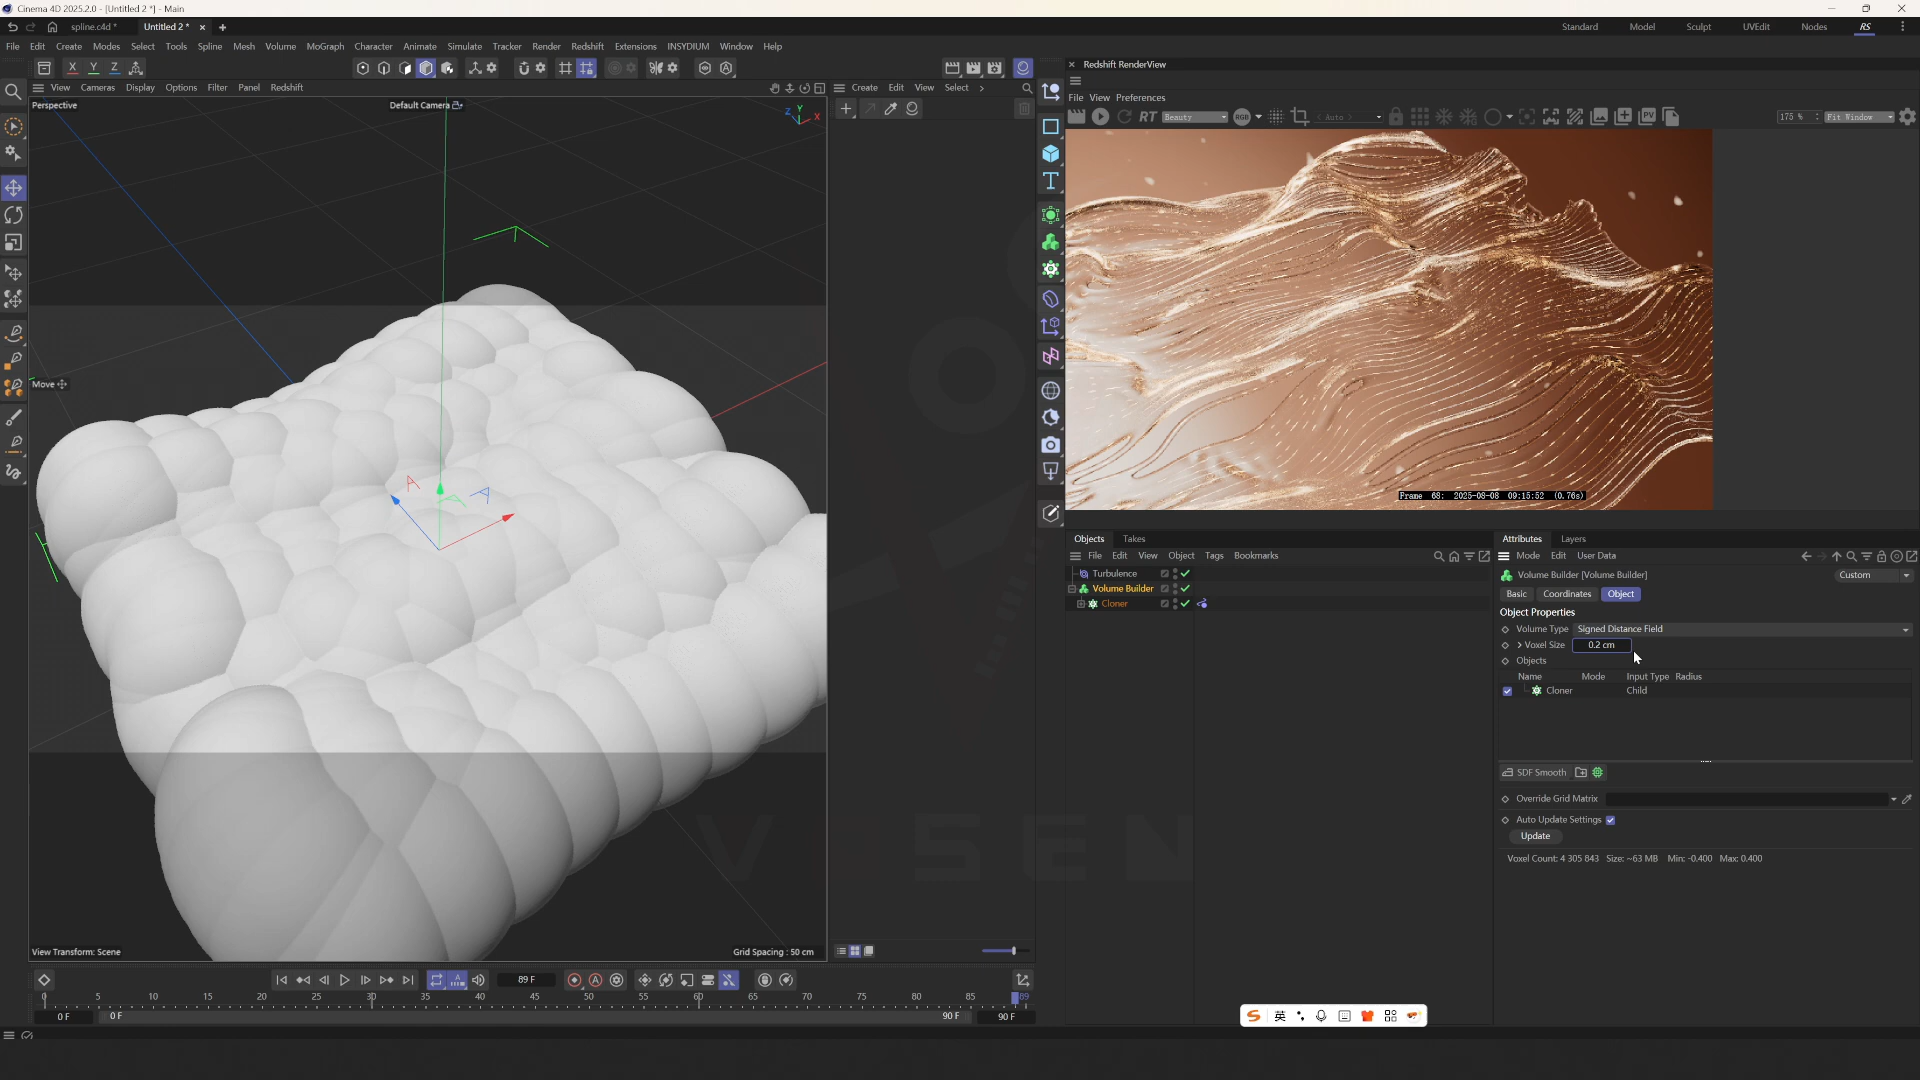 Cinema 4D 2025.2.0 - [Untitled 2 *] - Main
spline.c4d *
Untitled 2 *
Standard
Model
Sculpt
UVEdit
Nodes
RS
File Edit Create Modes Select Tools Spline Mesh Volume MoGraph Character Animate Simulate Tracker Render Redshift Extensions INSYDIUM Window Help
X Y Z
Redshift RenderView
View Cameras Display Options Filter Panel Redshift
Create Edit View Select
File View Preferences
Perspective
Default Camera
Z Y X
RT
Beauty
RGB
< Auto >
PV
175 %
Fit Window
Move
Frame 68: 2025-08-08 09:15:52 (0.76s)
Objects Takes
File Edit View Object Tags Bookmarks
Turbulence
Volume Builder
Cloner
Attributes Layers
Mode Edit User Data
Volume Builder [Volume Builder]
Custom
Basic Coordinates Object
Object Properties
Volume Type Signed Distance Field
Voxel Size 0.2 cm
Objects
Name Mode Input Type Radius
Cloner Child
SDF Smooth
Override Grid Matrix
Auto Update Settings
Update
Voxel Count: 4 305 843 Size: ~63 MB Min: -0.400 Max: 0.400
View Transform: Scene
Grid Spacing : 50 cm
89 F
0 5 10 15 20 25 30 35 40 45 50 55 60 65 70 75 80 85 89
0 F
0 F
90 F
90 F
英